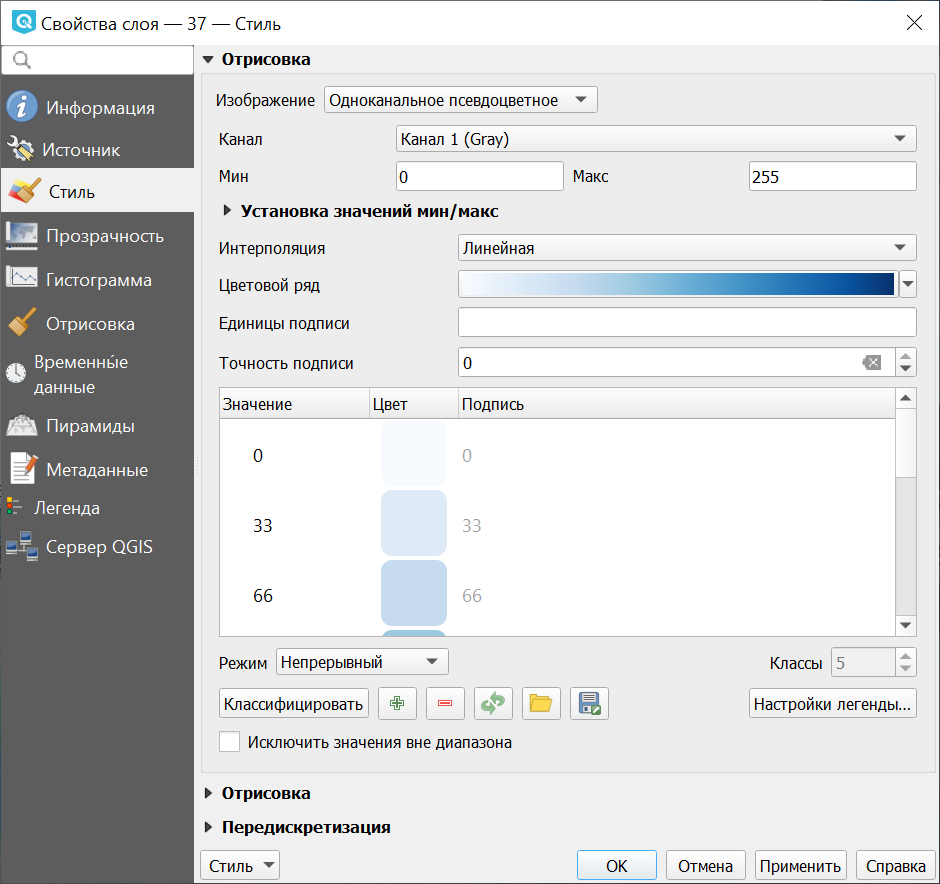 Свойства слоя — 37 — Стиль
Информация
Источник
Стиль
Прозрачность
Гистограмма
Отрисовка
Временны́е
данные
Пирамиды
Метаданные
Легенда
Сервер QGIS
Отрисовка
Изображение Одноканальное псевдоцветное
Канал Канал 1 (Gray)
Мин 0 Макс 255
Установка значений мин/макс
Интерполяция Линейная
Цветовой ряд
Единицы подписи
Точность подписи 0
Значение Цвет Подпись
0 0
33 33
66 66
Режим Непрерывный Классы 5
Классифицировать Настройки легенды...
Исключить значения вне диапазона
Отрисовка
Передискретизация
Стиль OK Отмена Применить Справка